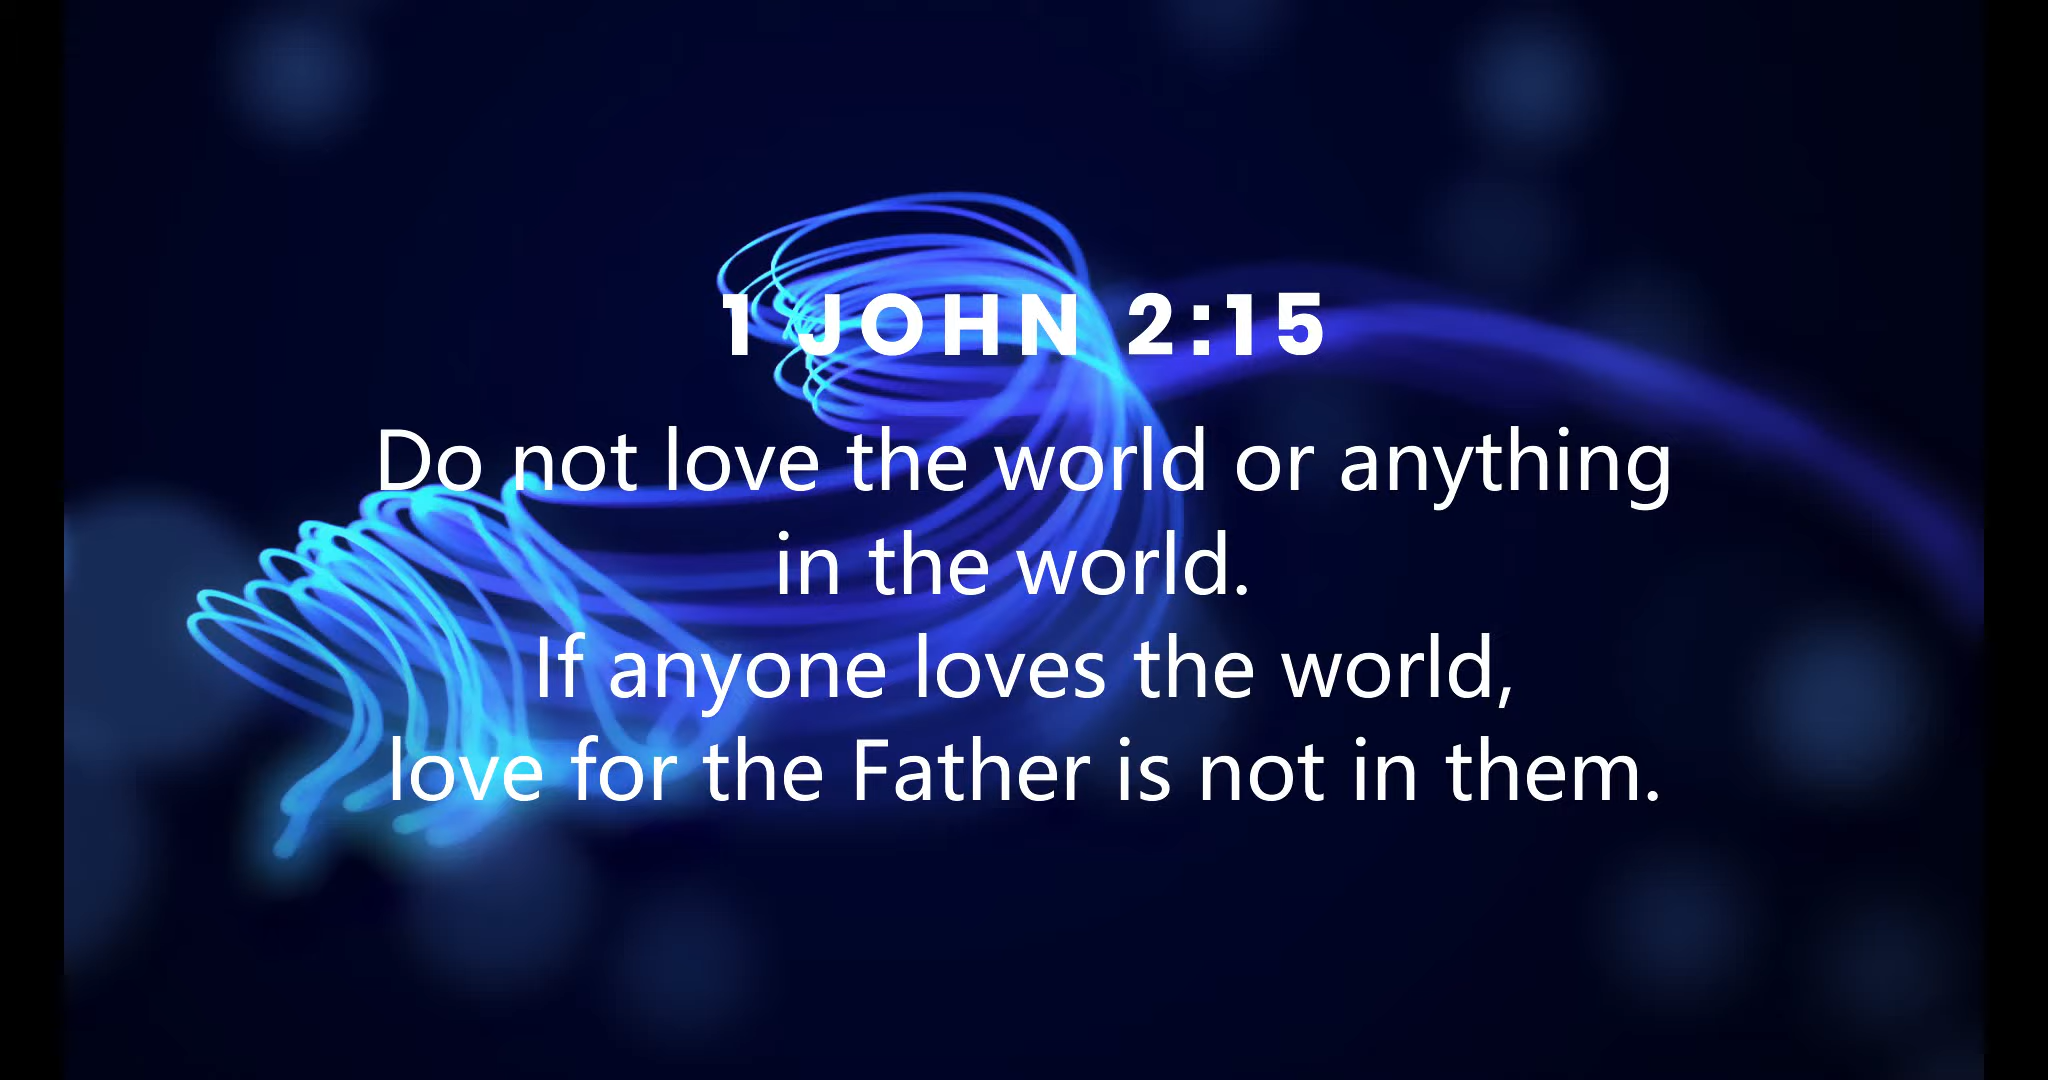 1 JOHN 2:15
Do not love the world or anything
in the world.
If anyone loves the world,
love for the Father is not in them.